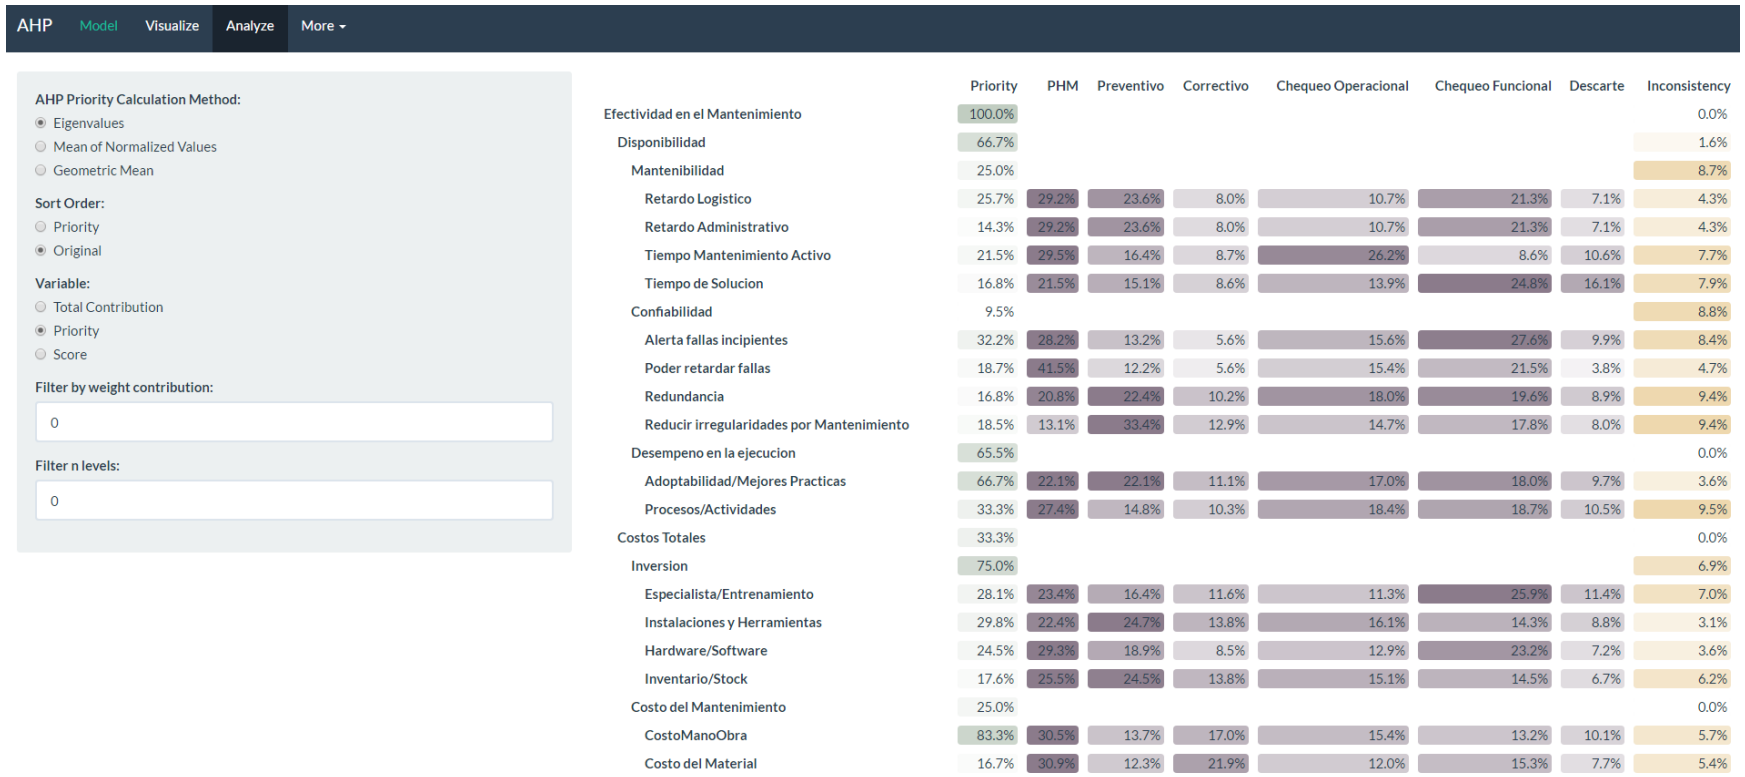 AHP Model Visualize Analyze More
AHP Priority Calculation Method:
Eigenvalues
Mean of Normalized Values
Geometric Mean
Sort Order:
Priority
Original
Variable:
Total Contribution
Priority
Score
Filter by weight contribution:
0
Filter n levels:
0
Priority PHM Preventivo Correctivo Chequeo Operacional Chequeo Funcional Descarte Inconsistency
Efectividad en el Mantenimiento 100.0% 0.0%
Disponibilidad 66.7% 1.6%
Mantenibilidad 25.0% 8.7%
Retardo Logistico 25.7% 29.2% 23.6% 8.0% 10.7% 21.3% 7.1% 4.3%
Retardo Administrativo 14.3% 29.2% 23.6% 8.0% 10.7% 21.3% 7.1% 4.3%
Tiempo Mantenimiento Activo 21.5% 29.5% 16.4% 8.7% 26.2% 8.6% 10.6% 7.7%
Tiempo de Solucion 16.8% 21.5% 15.1% 8.6% 13.9% 24.8% 16.1% 7.9%
Confiabilidad 9.5% 8.8%
Alerta fallas incipientes 32.2% 28.2% 13.2% 5.6% 15.6% 27.6% 9.9% 8.4%
Poder retardar fallas 18.7% 41.5% 12.2% 5.6% 15.4% 21.5% 3.8% 4.7%
Redundancia 16.8% 20.8% 22.4% 10.2% 18.0% 19.6% 8.9% 9.4%
Reducir irregularidades por Mantenimiento 18.5% 13.1% 33.4% 12.9% 14.7% 17.8% 8.0% 9.4%
Desempeno en la ejecucion 65.5% 0.0%
Adoptabilidad/Mejores Practicas 66.7% 22.1% 22.1% 11.1% 17.0% 18.0% 9.7% 3.6%
Procesos/Actividades 33.3% 27.4% 14.8% 10.3% 18.4% 18.7% 10.5% 9.5%
Costos Totales 33.3% 0.0%
Inversion 75.0% 6.9%
Especialista/Entrenamiento 28.1% 23.4% 16.4% 11.6% 11.3% 25.9% 11.4% 7.0%
Instalaciones y Herramientas 29.8% 22.4% 24.7% 13.8% 16.1% 14.3% 8.8% 3.1%
Hardware/Software 24.5% 29.3% 18.9% 8.5% 12.9% 23.2% 7.2% 3.6%
Inventario/Stock 17.6% 25.5% 24.5% 13.8% 15.1% 14.5% 6.7% 6.2%
Costo del Mantenimiento 25.0% 0.0%
CostoManoObra 83.3% 30.5% 13.7% 17.0% 15.4% 13.2% 10.1% 5.7%
Costo del Material 16.7% 30.9% 12.3% 21.9% 12.0% 15.3% 7.7% 5.4%